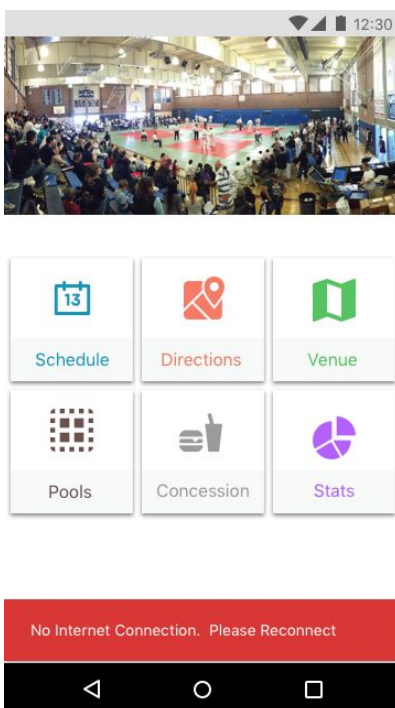 12:30
13
Schedule
Directions
Venue
Pools
Concession
Stats
No Internet Connection. Please Reconnect